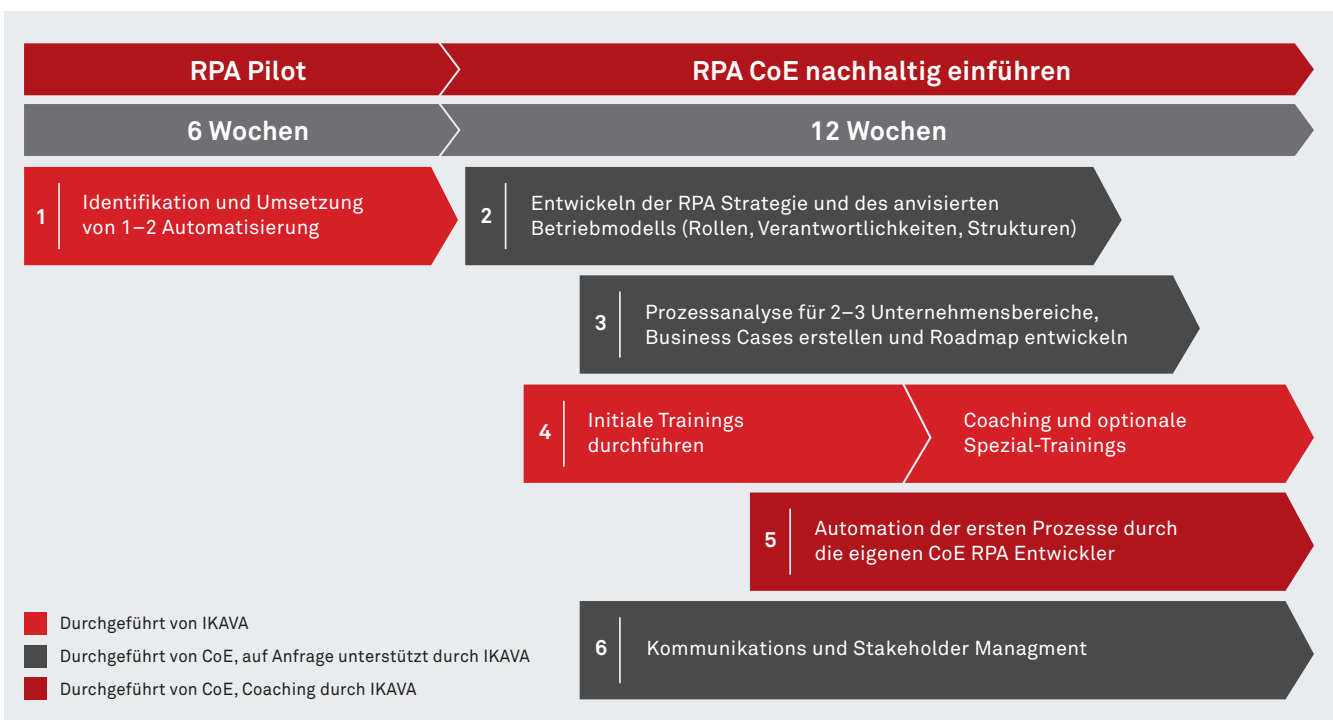 RPA Pilot
RPA CoE nachhaltig einführen
6 Wochen
12 Wochen
1
Identifikation und Umsetzung
von 1–2 Automatisierung
2
Entwickeln der RPA Strategie und des anvisierten
Betriebmodells (Rollen, Verantwortlichkeiten, Strukturen)
3
Prozessanalyse für 2–3 Unternehmensbereiche,
Business Cases erstellen und Roadmap entwickeln
4
Initiale Trainings
durchführen
Coaching und optionale
Spezial-Trainings
5
Automation der ersten Prozesse durch
die eigenen CoE RPA Entwickler
6
Kommunikations und Stakeholder Managment
Durchgeführt von IKAVA
Durchgeführt von CoE, auf Anfrage unterstützt durch IKAVA
Durchgeführt von CoE, Coaching durch IKAVA